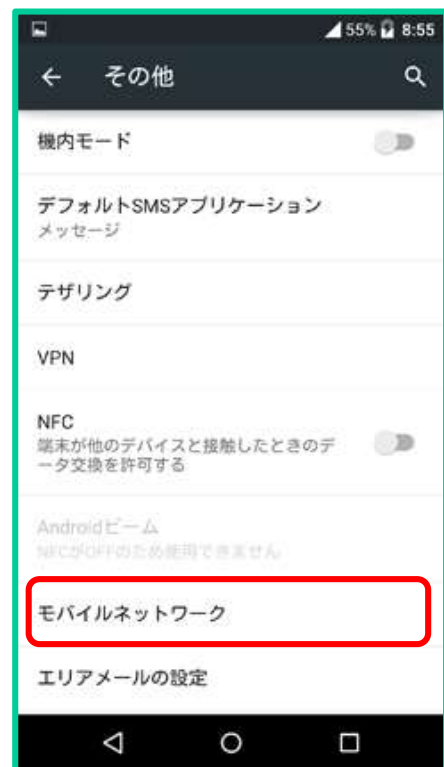 55% 8:55
その他
機内モード
デフォルトSMSアプリケーション
メッセージ
テザリング
VPN
NFC
端末が他のデバイスと接触したときのデ
ータ交換を許可する
Androidビーム
NFCがOFFのため使用できません
モバイルネットワーク
エリアメールの設定